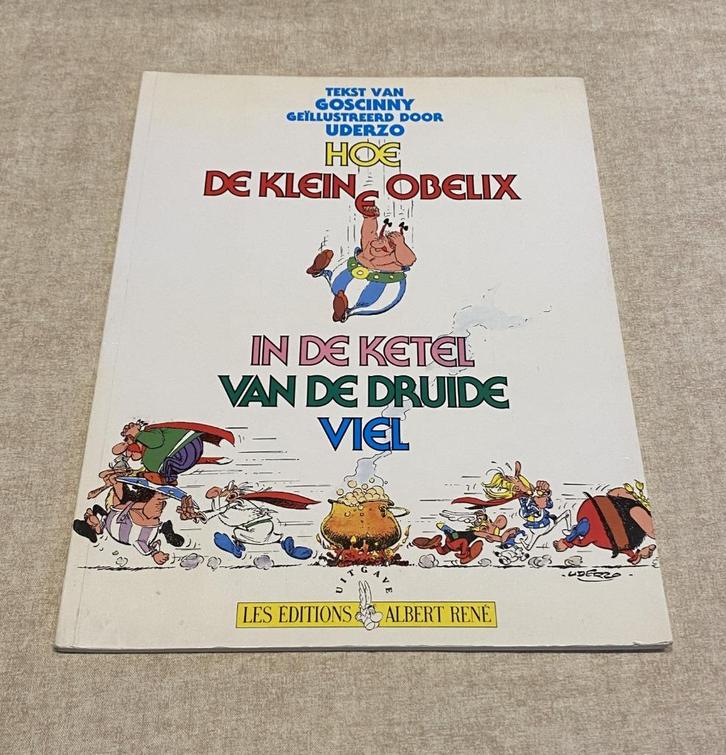 TEKST VAN
GOSCINNY
GEÏLLUSTREERD DOOR
UDERZO
HOE
DE KLEINE OBELIX
IN DE KETEL
VAN DE DRUIDE
VIEL
·UDERZO·
UITGAVE
LES EDITIONS ALBERT RENÉ